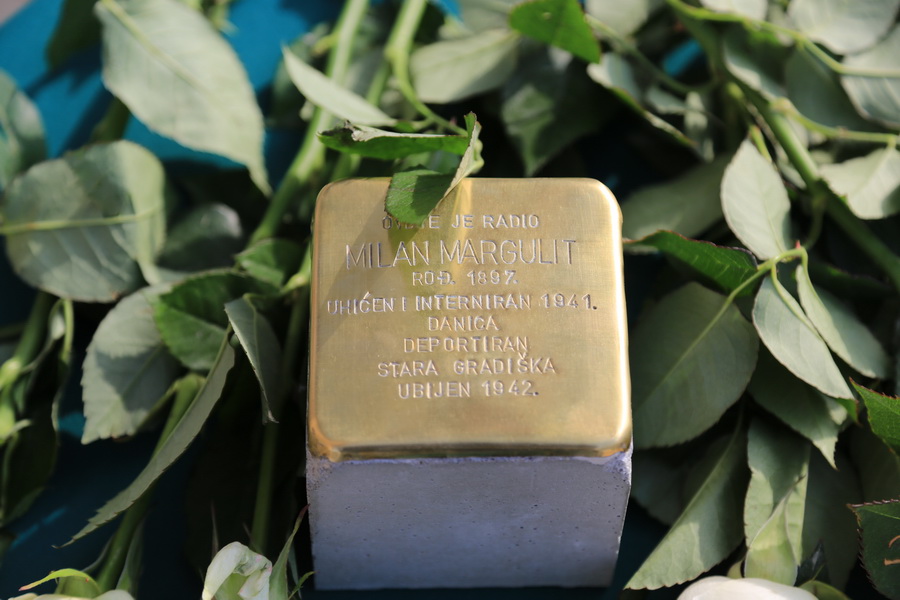 OVDJE JE RADIO
MILAN MARGULIT
ROĐ. 1897.
UHIĆEN I INTERNIRAN 1941.
DANICA
DEPORTIRAN
STARA GRADIŠKA
UBIJEN 1942.